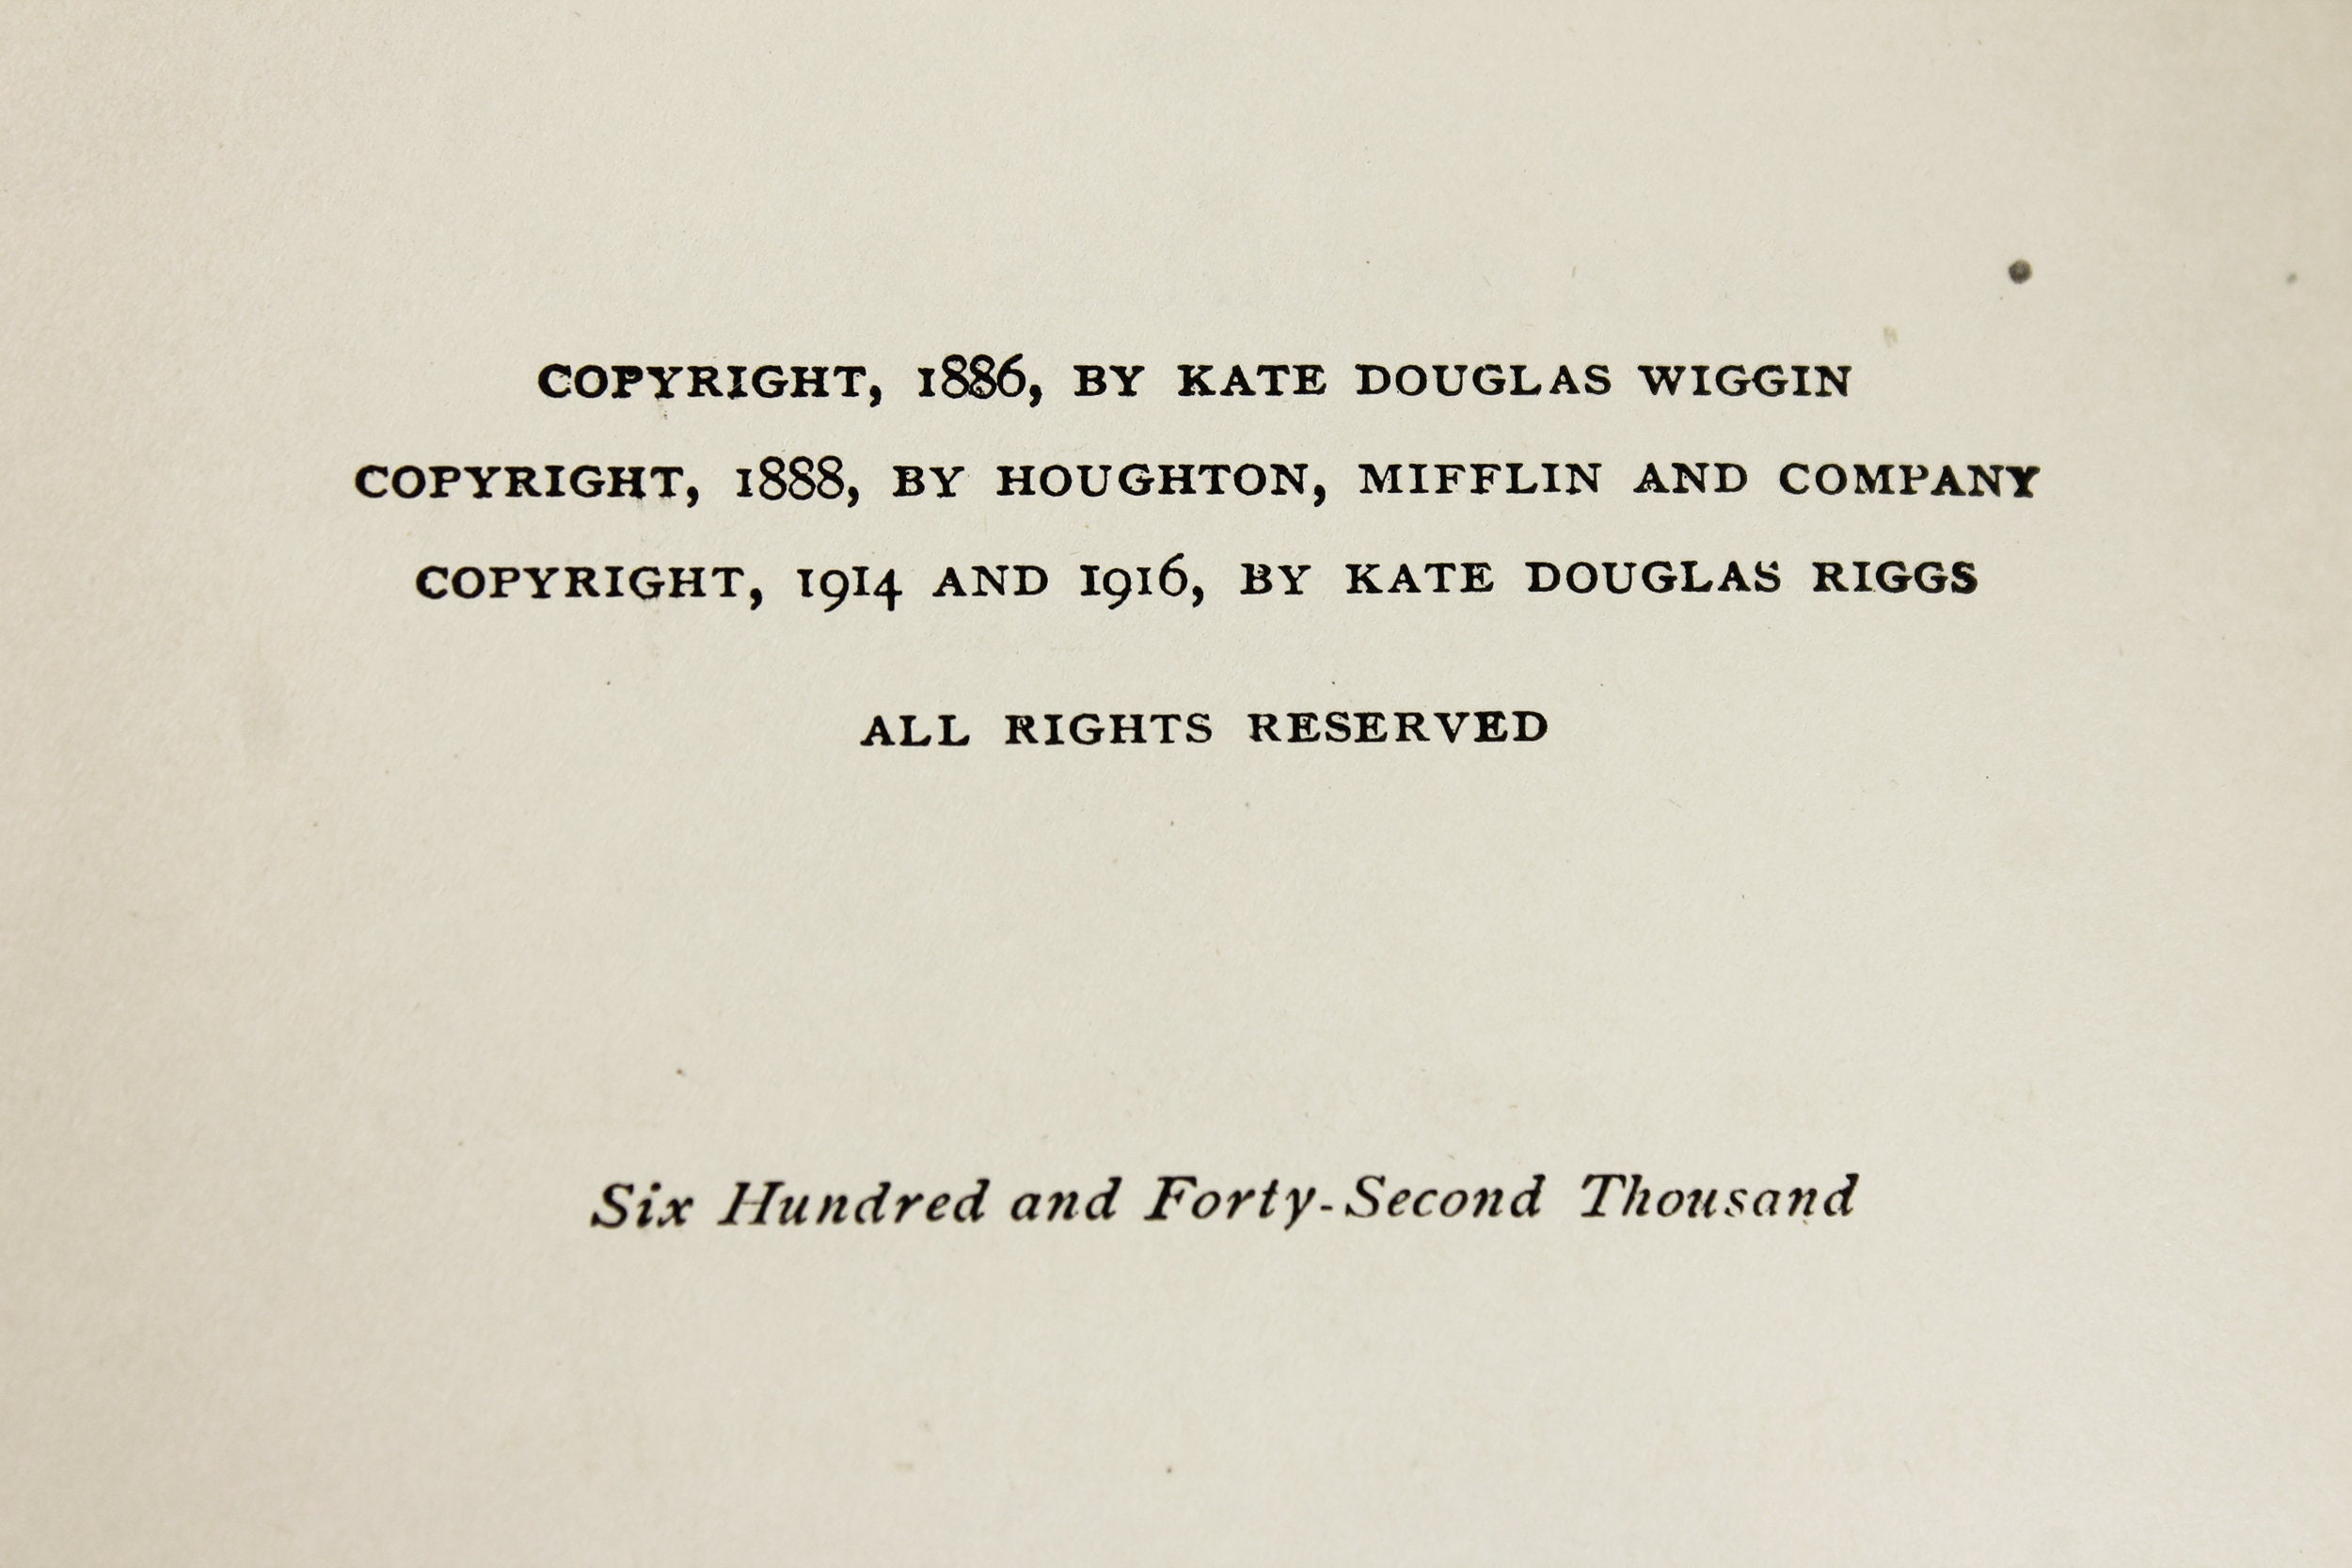 COPYRIGHT, 1886, BY KATE DOUGLAS WIGGIN
COPYRIGHT, 1888, BY HOUGHTON, MIFFLIN AND COMPANY
COPYRIGHT, 1914 AND 1916, BY KATE DOUGLAS RIGGS
ALL RIGHTS RESERVED
Six Hundred and Forty-Second Thousand